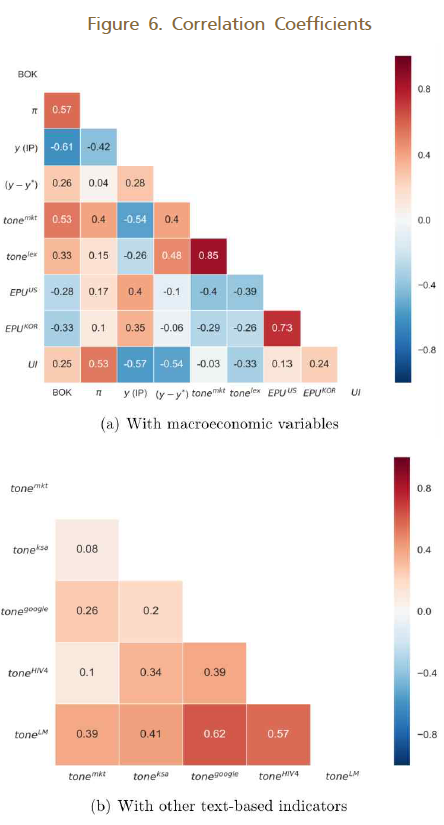 Figure 6. Correlation Coefficients
BOK
π 0.57
y (IP) -0.61 -0.42
(y − y*) 0.26 0.04 0.28
tone^mkt 0.53 0.4 -0.54 0.4
tone^lex 0.33 0.15 -0.26 0.48 0.85
EPU^US -0.28 0.17 0.4 -0.1 -0.4 -0.39
EPU^KOR -0.33 0.1 0.35 -0.06 -0.29 -0.26 0.73
UI 0.25 0.53 -0.57 -0.54 -0.03 -0.33 0.13 0.24
BOK π y (IP) (y − y*) tone^mkt tone^lex EPU^US EPU^KOR UI
0.8
0.4
0.0
−0.4
−0.8
(a) With macroeconomic variables
tone^mkt
tone^ksa 0.08
tone^google 0.26 0.2
tone^HIV4 0.1 0.34 0.39
tone^LM 0.39 0.41 0.62 0.57
tone^mkt tone^ksa tone^google tone^HIV4 tone^LM
0.8
0.4
0.0
−0.4
−0.8
(b) With other text-based indicators